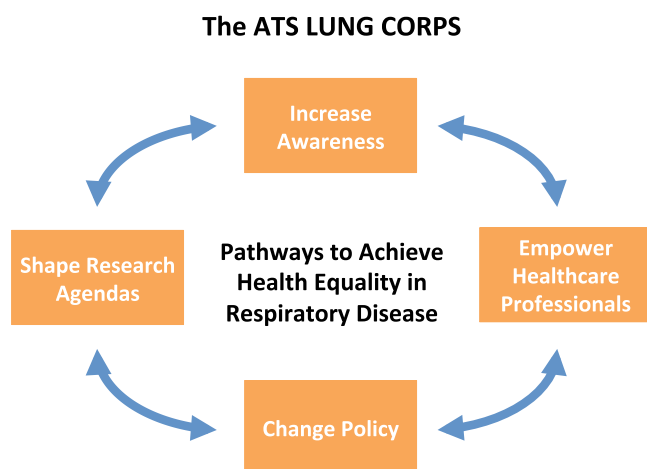 The ATS LUNG CORPS
Increase
Awareness
Shape Research
Agendas
Pathways to Achieve
Health Equality in
Respiratory Disease
Empower
Healthcare
Professionals
Change Policy